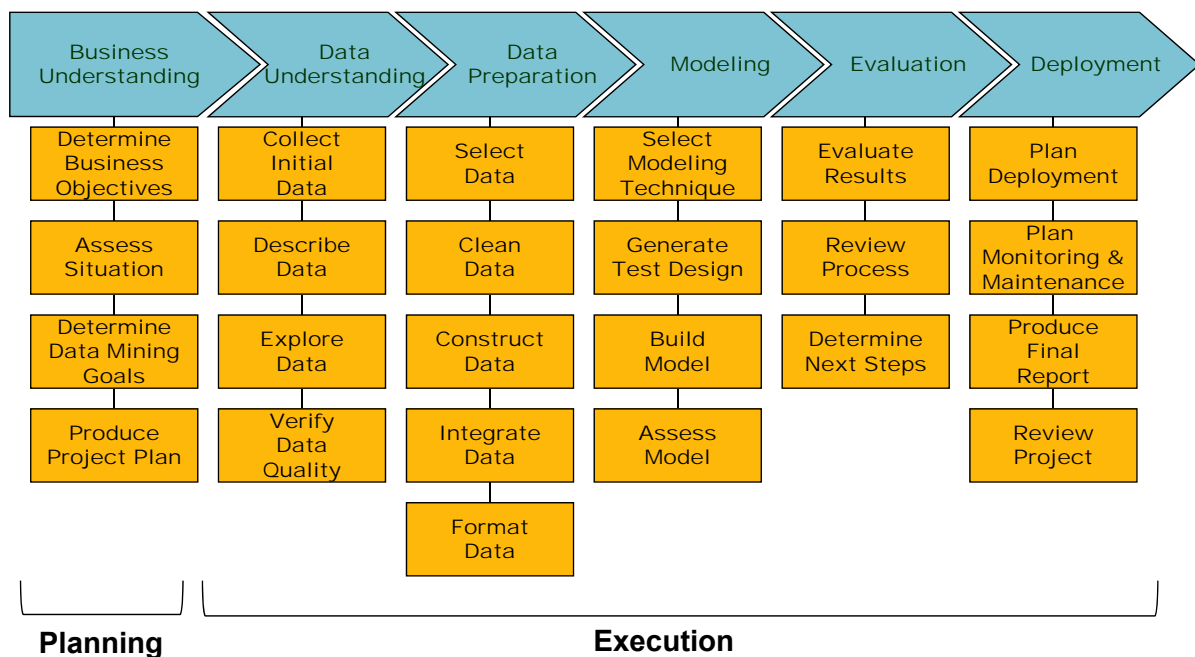 Business
Understanding
Data
Understanding
Data
Preparation
Modeling
Evaluation
Deployment
Determine
Business
Objectives
Assess
Situation
Determine
Data Mining
Goals
Produce
Project Plan
Collect
Initial
Data
Describe
Data
Explore
Data
Verify
Data
Quality
Select
Data
Clean
Data
Construct
Data
Integrate
Data
Format
Data
Select
Modeling
Technique
Generate
Test Design
Build
Model
Assess
Model
Evaluate
Results
Review
Process
Determine
Next Steps
Plan
Deployment
Plan
Monitoring &
Maintenance
Produce
Final
Report
Review
Project
Planning
Execution